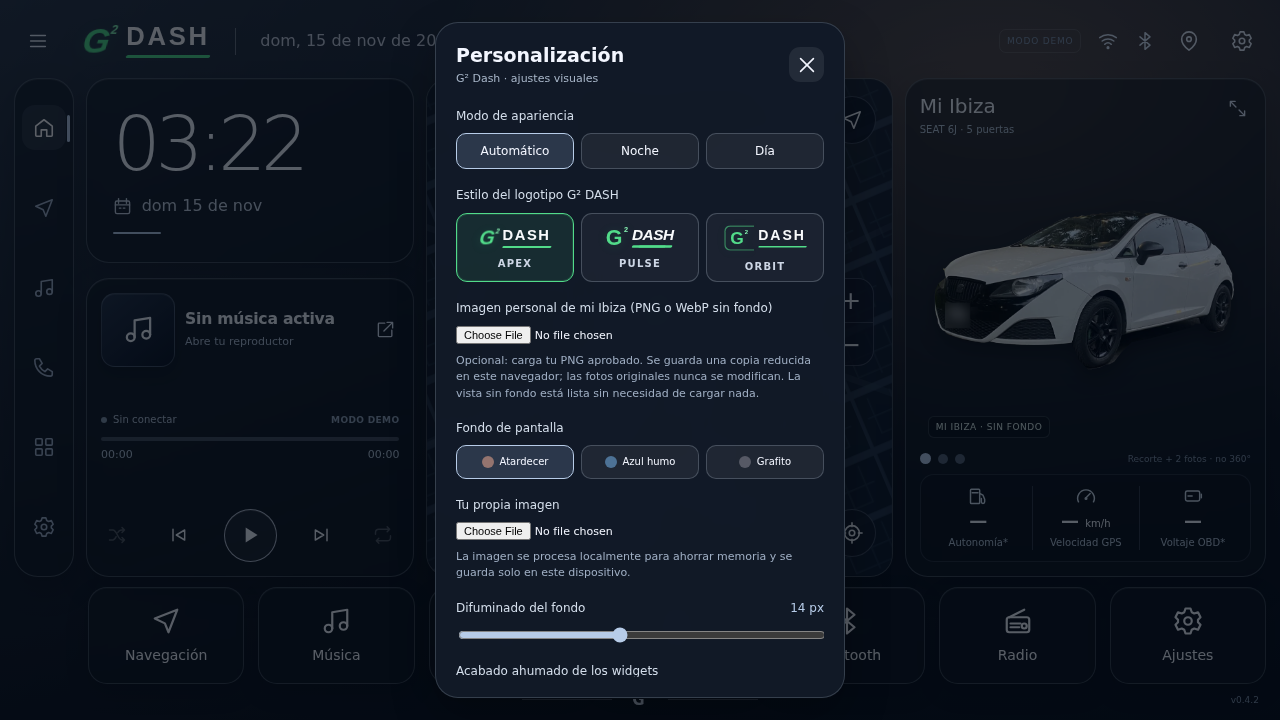 G² DASH
dom, 15 de nov de 20
MODO DEMO
03:22
dom 15 de nov
Sin música activa
Abre tu reproductor
Sin conectar
MODO DEMO
00:00
00:00
Personalización
G² Dash · ajustes visuales
Modo de apariencia
Automático
Noche
Día
Estilo del logotipo G² DASH
G² DASH
APEX
G² DASH
PULSE
G² DASH
ORBIT
Imagen personal de mi Ibiza (PNG o WebP sin fondo)
Choose File No file chosen
Opcional: carga tu PNG aprobado. Se guarda una copia reducida
en este navegador; las fotos originales nunca se modifican. La
vista sin fondo está lista sin necesidad de cargar nada.
Fondo de pantalla
Atardecer
Azul humo
Grafito
Tu propia imagen
Choose File No file chosen
La imagen se procesa localmente para ahorrar memoria y se
guarda solo en este dispositivo.
Difuminado del fondo
14 px
Acabado ahumado de los widgets
Mi Ibiza
SEAT 6J · 5 puertas
MI IBIZA · SIN FONDO
Recorte + 2 fotos · no 360°
— — km/h —
Autonomía*
Velocidad GPS
Voltaje OBD*
Navegación
Música
tooth
Radio
Ajustes
G
v0.4.2